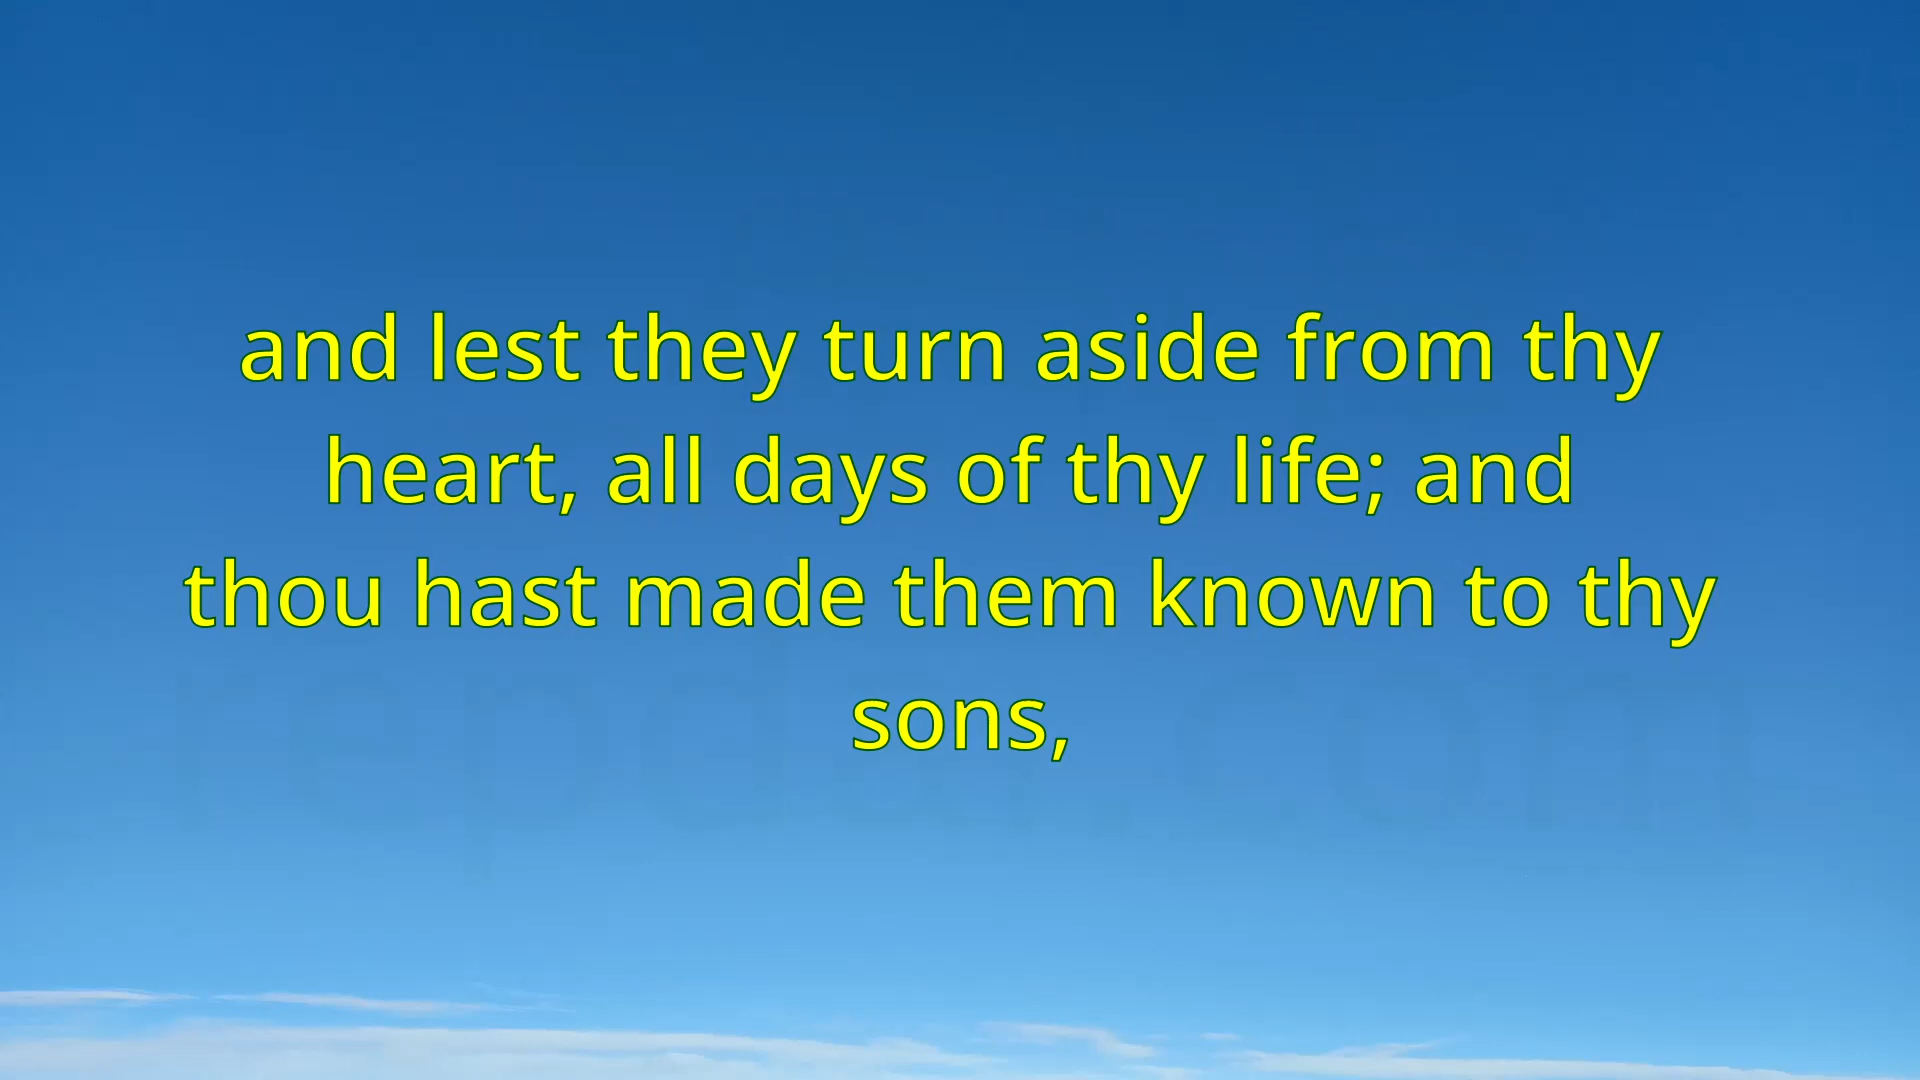 and lest they turn aside from thy
heart, all days of thy life; and
thou hast made them known to thy
sons,